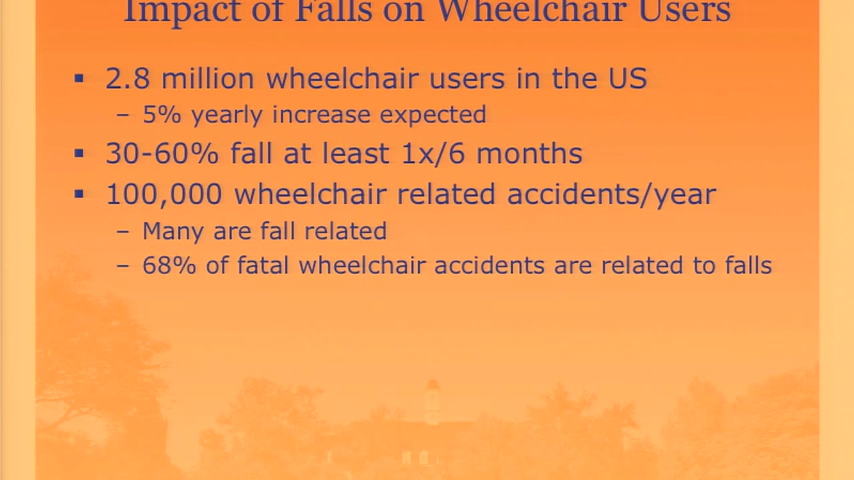 Impact of Falls on Wheelchair Users
▪ 2.8 million wheelchair users in the US
– 5% yearly increase expected
▪ 30-60% fall at least 1x/6 months
▪ 100,000 wheelchair related accidents/year
– Many are fall related
– 68% of fatal wheelchair accidents are related to falls